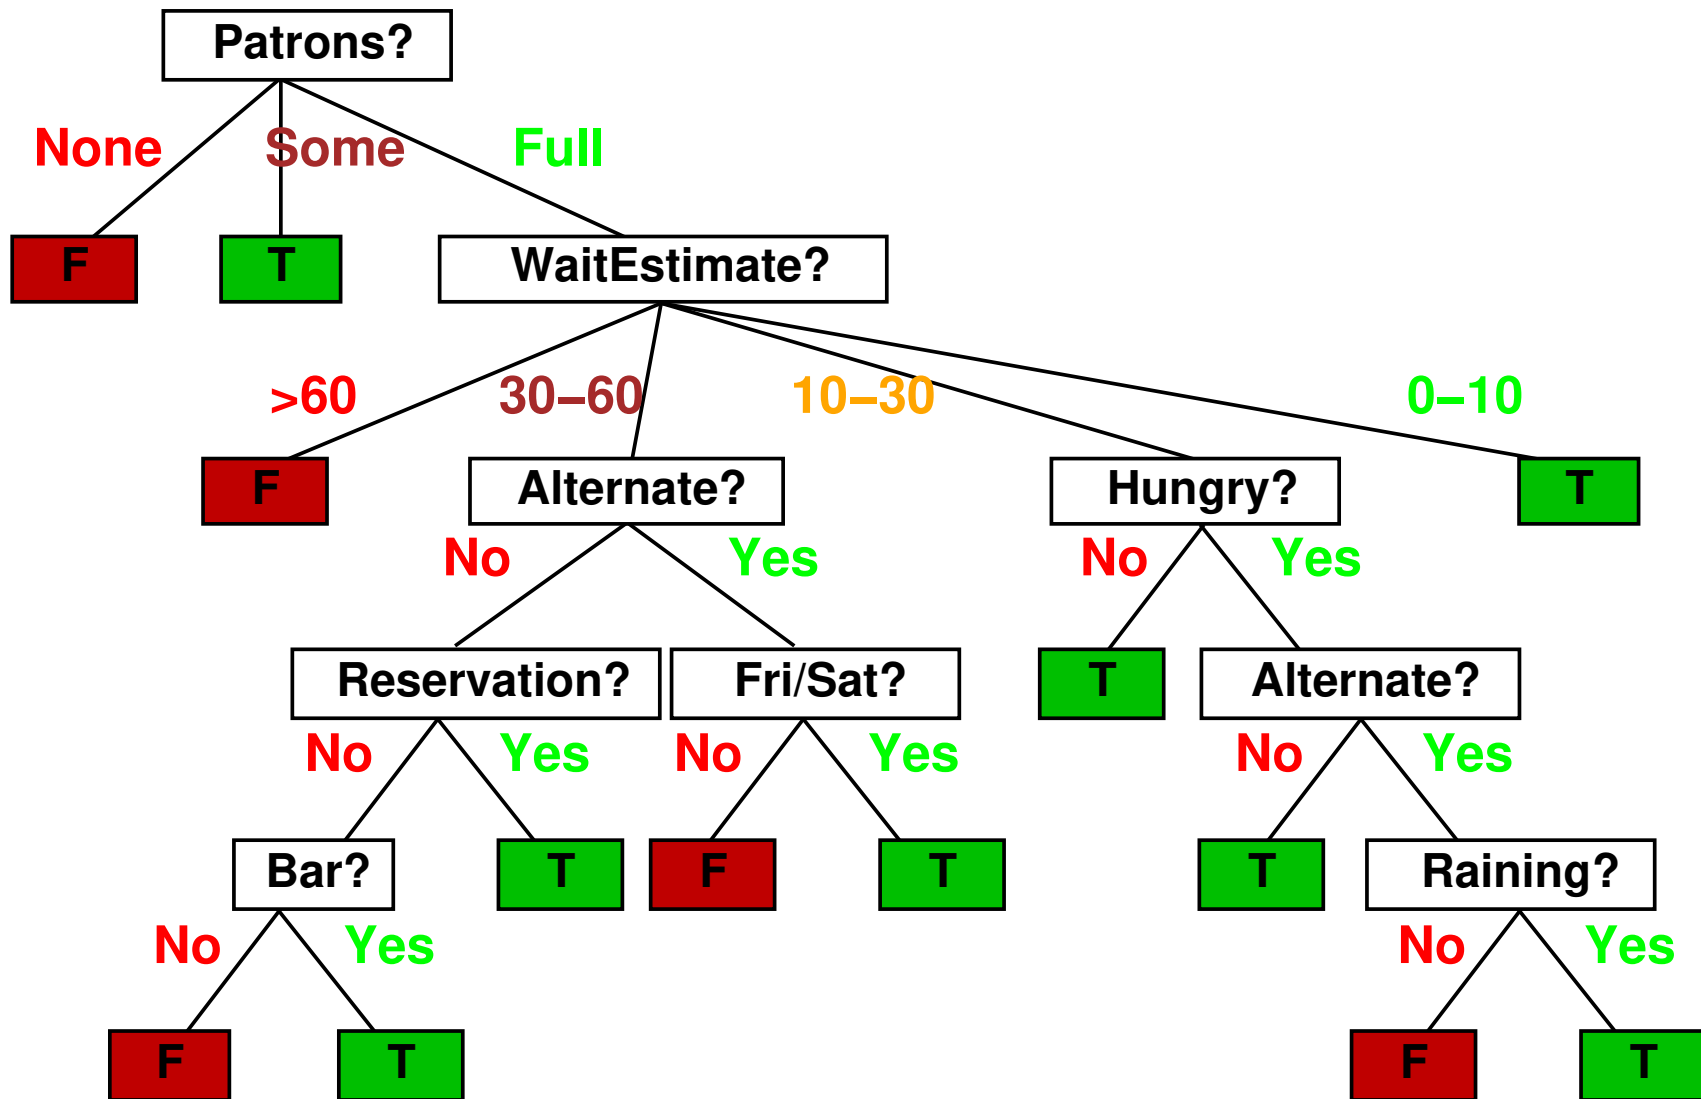 Patrons?
None Some Full
F T WaitEstimate?
>60 30–60 10–30 0–10
F Alternate? Hungry? T
No Yes No Yes
Reservation? Fri/Sat? T Alternate?
No Yes No Yes No Yes
Bar? T F T T Raining?
No Yes No Yes
F T F T